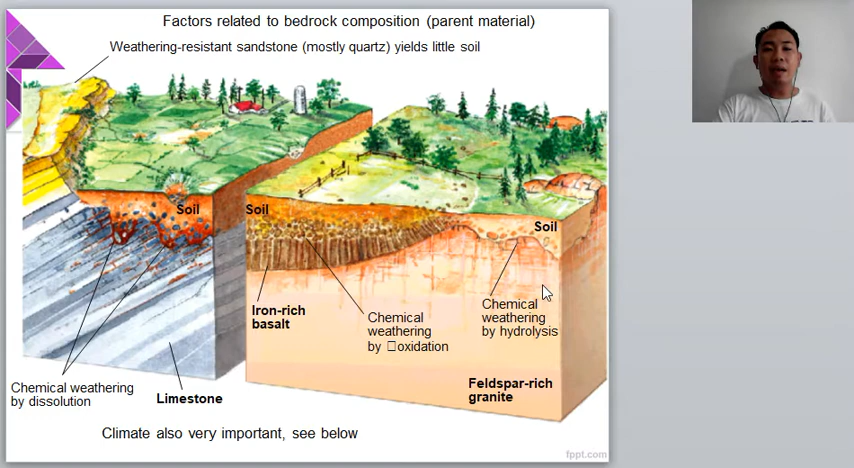 Factors related to bedrock composition (parent material)
Weathering-resistant sandstone (mostly quartz) yields little soil
Soil
Soil
Soil
Iron-rich
basalt
Chemical
weathering
by □oxidation
Chemical
weathering
by hydrolysis
Chemical weathering
by dissolution
Limestone
Feldspar-rich
granite
Climate also very important, see below
fppt.com